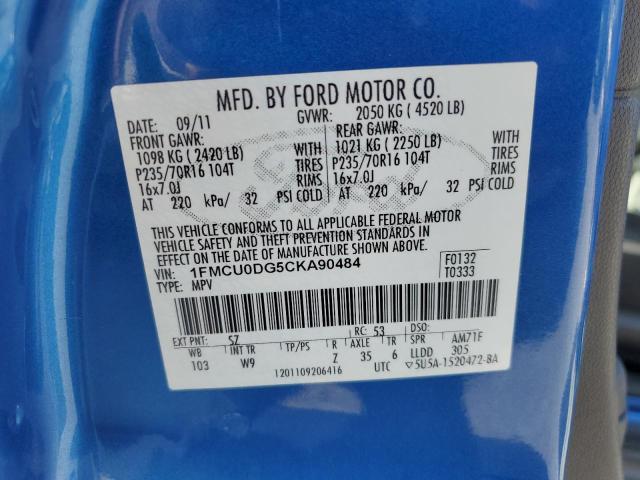 MFD. BY FORD MOTOR CO.
DATE: 09/11 GVWR: 2050 KG ( 4520 LB)
FRONT GAWR: REAR GAWR:
1098 KG ( 2420 LB) WITH 1021 KG ( 2250 LB) WITH
P235/70R16 104T TIRES P235/70R16 104T TIRES
16x7.0J RIMS 16x7.0J RIMS
AT 220 kPa/ 32 PSI COLD AT 220 kPa/ 32 PSI COLD
Ford
THIS VEHICLE CONFORMS TO ALL APPLICABLE FEDERAL MOTOR
VEHICLE SAFETY AND THEFT PREVENTION STANDARDS IN
EFFECT ON THE DATE OF MANUFACTURE SHOWN ABOVE.
VIN: 1FMCU0DG5CKA90484 F0132
TYPE: MPV T0333
EXT PNT: SZ RC: 53 DSO:
WB INT TR TP/PS R AXLE TR SPR AM71F
103 W9 Z 35 6 LLDD 305
1201109206416 UTC ▽5U5A-1520472-BA